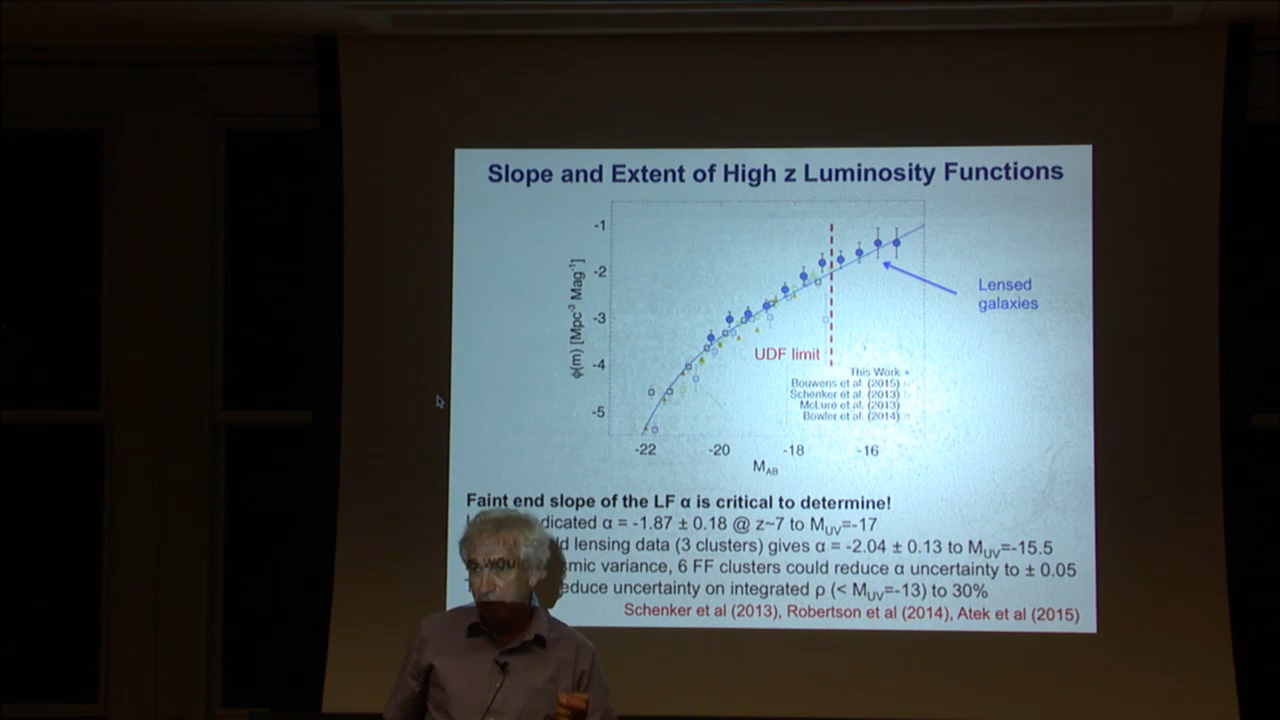 Slope and Extent of High z Luminosity Functions
-1
-2
-3
-4
-5
ϕ(m) [Mpc⁻³ Mag⁻¹]
Lensed
galaxies
UDF limit
This Work
Bouwens et al. (2015)
Schenker et al. (2013)
McLure et al. (2013)
Bowler et al. (2014)
-22 -20 -18 -16
M_AB
Faint end slope of the LF α is critical to determine!
α = -1.87 ± 0.18 @ z~7 to M_UV=-17
lensing data (3 clusters) gives α = -2.04 ± 0.13 to M_UV=-15.5
variance, 6 FF clusters could reduce α uncertainty to ± 0.05
uncertainty on integrated ρ (< M_UV=-13) to 30%
Schenker et al (2013), Robertson et al (2014), Atek et al (2015)